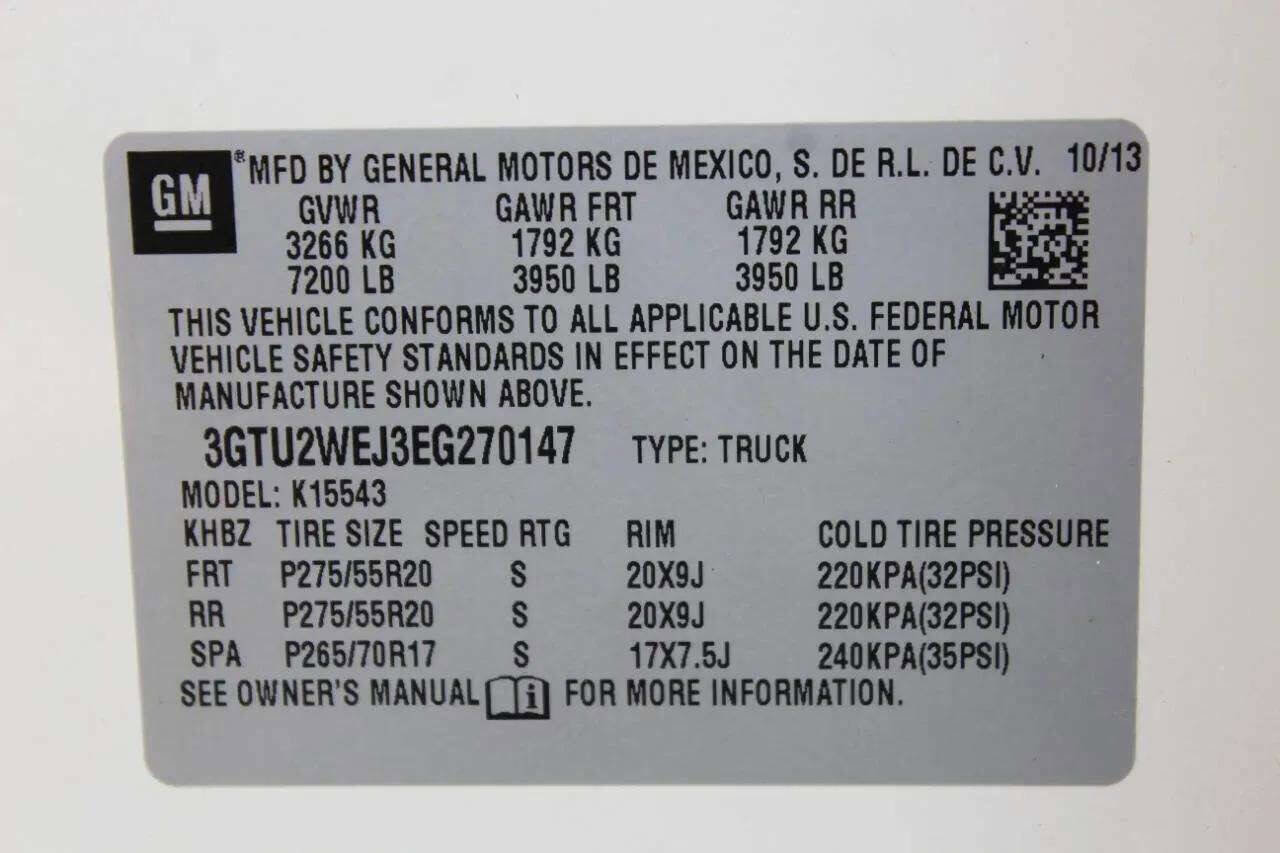 GM® MFD BY GENERAL MOTORS DE MEXICO, S. DE R.L. DE C.V. 10/13
GVWR GAWR FRT GAWR RR
3266 KG 1792 KG 1792 KG
7200 LB 3950 LB 3950 LB
THIS VEHICLE CONFORMS TO ALL APPLICABLE U.S. FEDERAL MOTOR
VEHICLE SAFETY STANDARDS IN EFFECT ON THE DATE OF
MANUFACTURE SHOWN ABOVE.
3GTU2WEJ3EG270147 TYPE: TRUCK
MODEL: K15543
KHBZ TIRE SIZE SPEED RTG RIM COLD TIRE PRESSURE
FRT P275/55R20 S 20X9J 220KPA(32PSI)
RR P275/55R20 S 20X9J 220KPA(32PSI)
SPA P265/70R17 S 17X7.5J 240KPA(35PSI)
SEE OWNER'S MANUAL i FOR MORE INFORMATION.